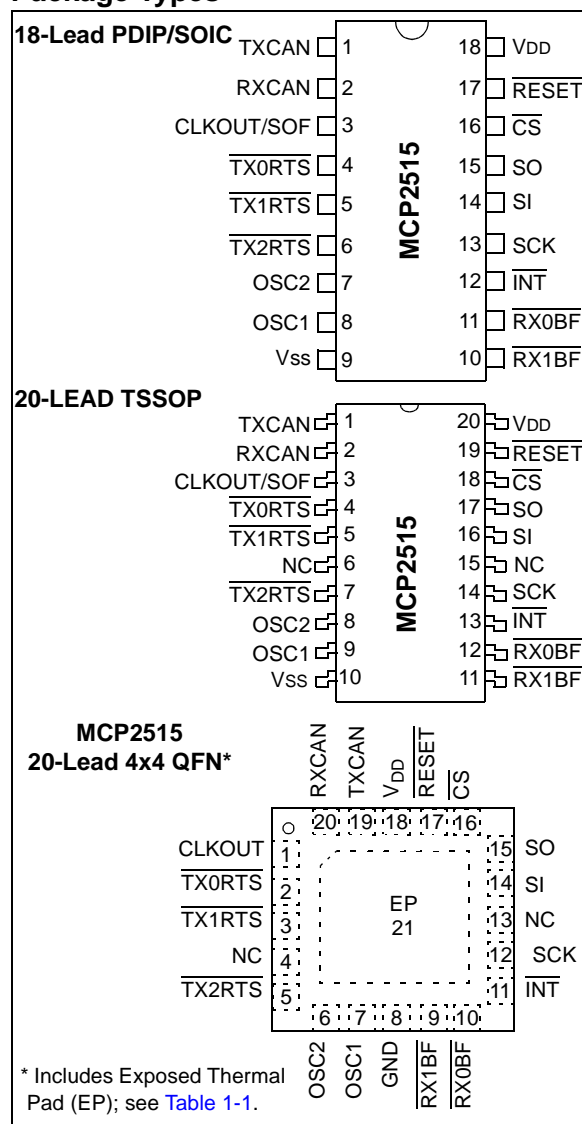 Package Types
18-Lead PDIP/SOIC
TXCAN 1 18 VDD
RXCAN 2 17 RESET
CLKOUT/SOF 3 16 CS
TX0RTS 4 15 SO
TX1RTS 5 14 SI
TX2RTS 6 13 SCK
OSC2 7 12 INT
OSC1 8 11 RX0BF
Vss 9 10 RX1BF
MCP2515
20-LEAD TSSOP
TXCAN 1 20 VDD
RXCAN 2 19 RESET
CLKOUT/SOF 3 18 CS
TX0RTS 4 17 SO
TX1RTS 5 16 SI
NC 6 15 NC
TX2RTS 7 14 SCK
OSC2 8 13 INT
OSC1 9 12 RX0BF
Vss 10 11 RX1BF
MCP2515
MCP2515
20-Lead 4x4 QFN*
RXCAN TXCAN VDD RESET CS
20 19 18 17 16
CLKOUT 1 15 SO
TX0RTS 2 14 SI
TX1RTS 3 13 NC
NC 4 12 SCK
TX2RTS 5 11 INT
EP
21
6 7 8 9 10
OSC2 OSC1 GND RX1BF RX0BF
* Includes Exposed Thermal
Pad (EP); see Table 1-1.